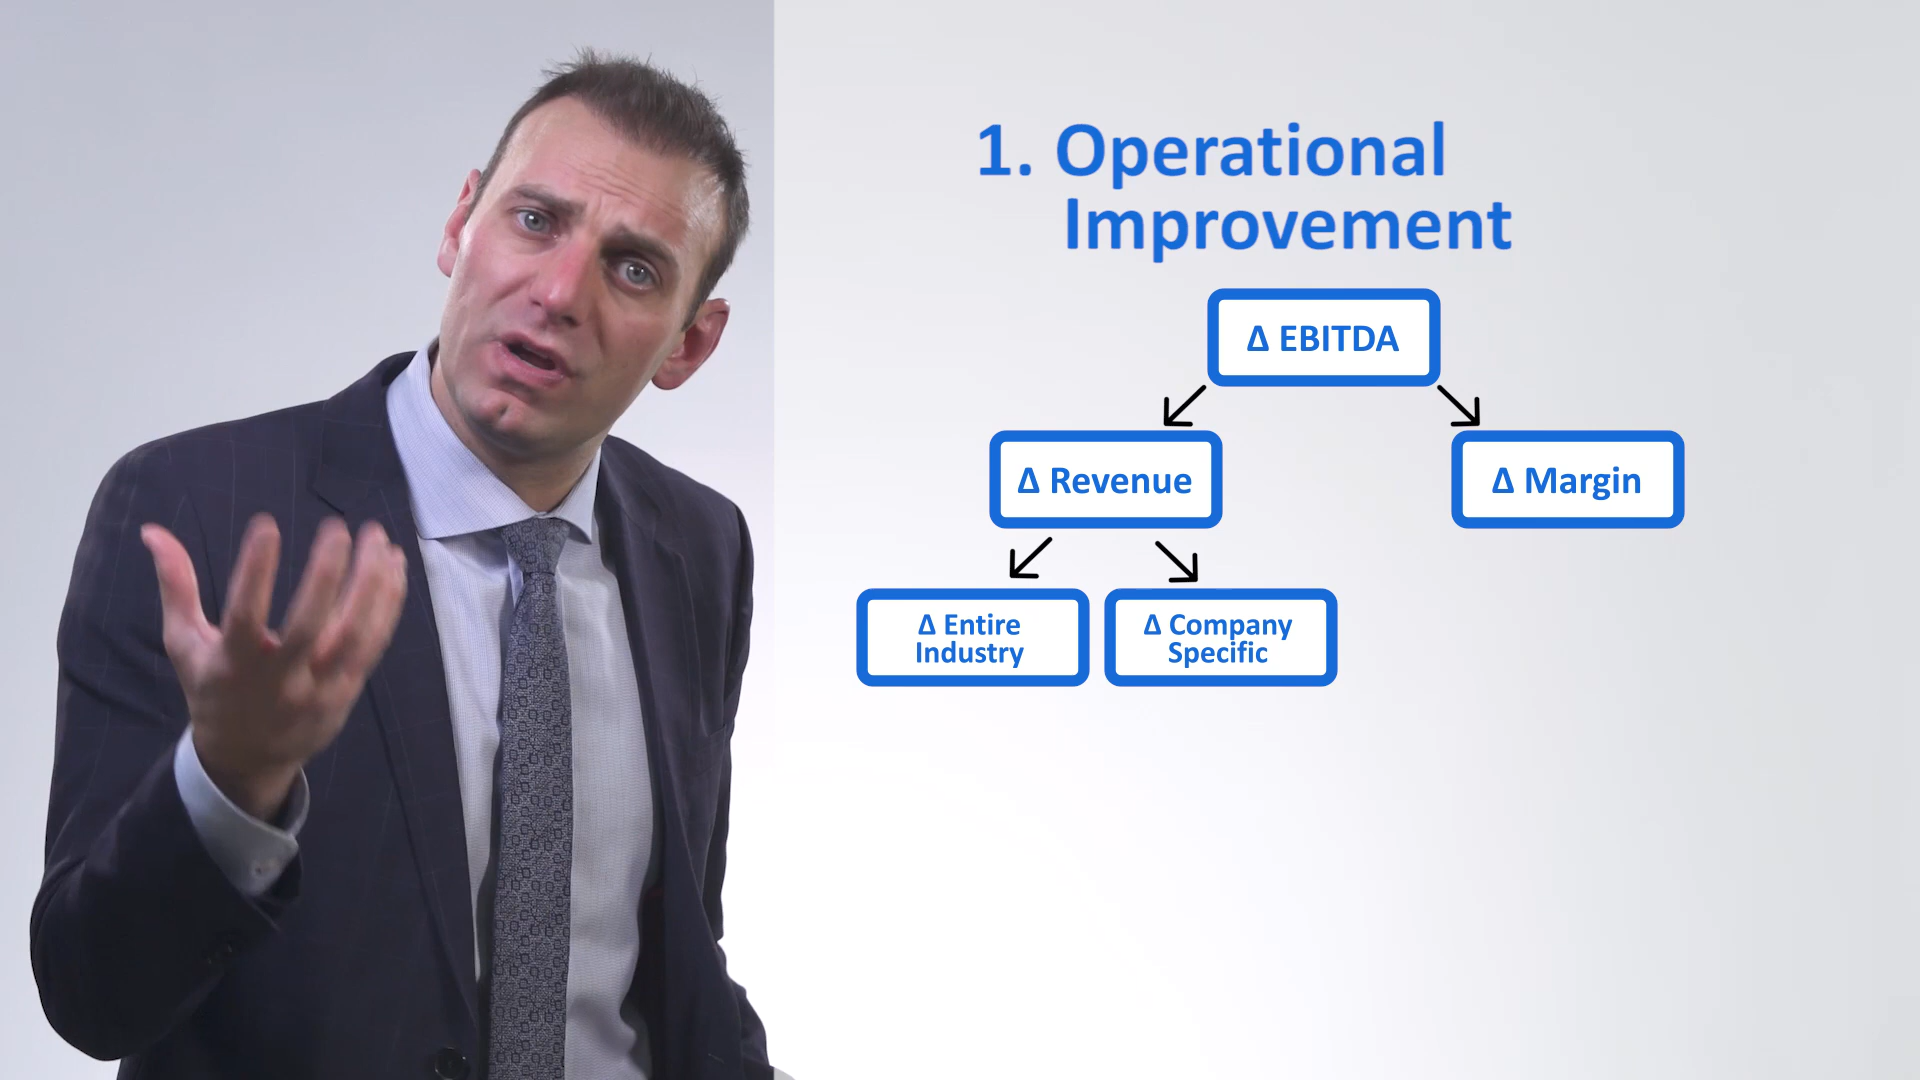 1. Operational
Improvement
Δ EBITDA
Δ Revenue
Δ Margin
Δ Entire
Industry
Δ Company
Specific